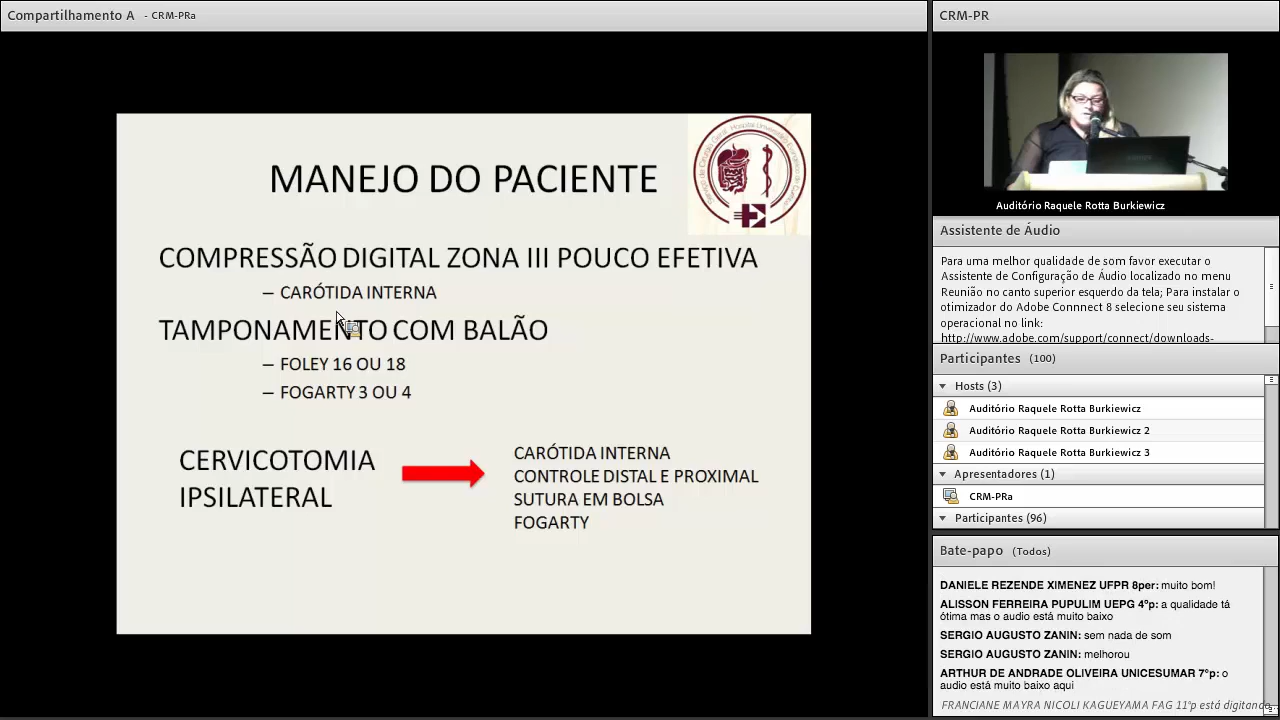 Compartilhamento A - CRM-PRa
MANEJO DO PACIENTE
COMPRESSÃO DIGITAL ZONA III POUCO EFETIVA
– CARÓTIDA INTERNA
TAMPONAMENTO COM BALÃO
– FOLEY 16 OU 18
– FOGARTY 3 OU 4
CERVICOTOMIA
IPSILATERAL
CARÓTIDA INTERNA
CONTROLE DISTAL E PROXIMAL
SUTURA EM BOLSA
FOGARTY
CRM-PR
Auditório Raquele Rotta Burkiewicz
Assistente de Áudio
Para uma melhor qualidade de som favor executar o
Assistente de Configuração de Áudio localizado no menu
Reunião no canto superior esquerdo da tela; Para instalar o
otimizador do Adobe Connnect 8 selecione seu sistema
operacional no link:
http://www.adobe.com/support/connect/downloads-
Participantes (100)
Hosts (3)
Auditório Raquele Rotta Burkiewicz
Auditório Raquele Rotta Burkiewicz 2
Auditório Raquele Rotta Burkiewicz 3
Apresentadores (1)
CRM-PRa
Participantes (96)
Bate-papo (Todos)
DANIELE REZENDE XIMENEZ UFPR 8per: muito bom!
ALISSON FERREIRA PUPULIM UEPG 4ºp: a qualidade tá
ótima mas o audio está muito baixo
SERGIO AUGUSTO ZANIN: sem nada de som
SERGIO AUGUSTO ZANIN: melhorou
ARTHUR DE ANDRADE OLIVEIRA UNICESUMAR 7°p: o
audio está muito baixo aqui
FRANCIANE MAYRA NICOLI KAGUEYAMA FAG 11ºp está digitando...